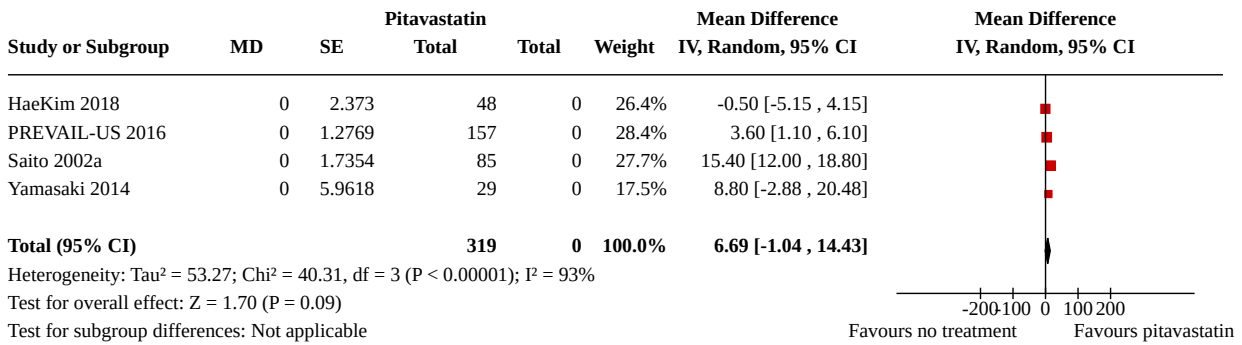 Pitavastatin Mean Difference Mean Difference
Study or Subgroup MD SE Total Total Weight IV, Random, 95% CI IV, Random, 95% CI
HaeKim 2018 0 2.373 48 0 26.4% -0.50 [-5.15 , 4.15]
PREVAIL-US 2016 0 1.2769 157 0 28.4% 3.60 [1.10 , 6.10]
Saito 2002a 0 1.7354 85 0 27.7% 15.40 [12.00 , 18.80]
Yamasaki 2014 0 5.9618 29 0 17.5% 8.80 [-2.88 , 20.48]
Total (95% CI) 319 0 100.0% 6.69 [-1.04 , 14.43]
Heterogeneity: Tau² = 53.27; Chi² = 40.31, df = 3 (P < 0.00001); I² = 93%
Test for overall effect: Z = 1.70 (P = 0.09) -200 -100 0 100 200
Test for subgroup differences: Not applicable Favours no treatment Favours pitavastatin